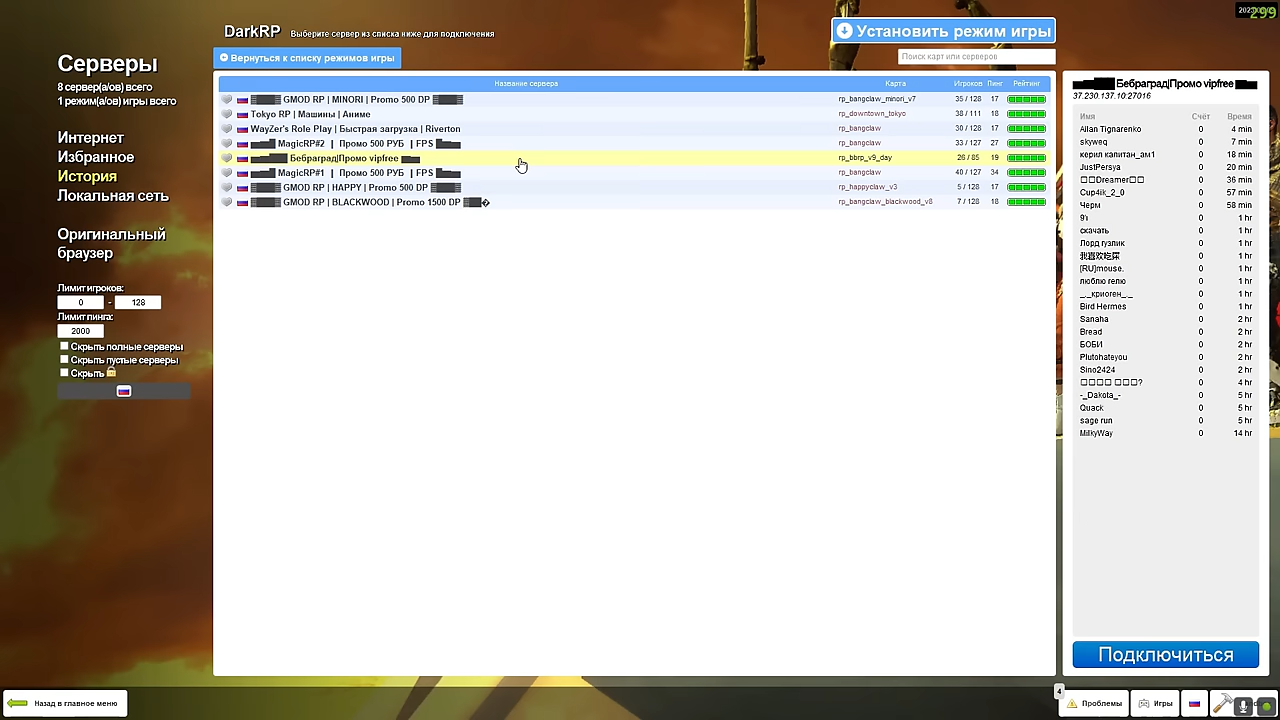 299
DarkRP Выберите сервер из списка ниже для подключения
Установить режим игры
Вернуться к списку режимов игры
Поиск карт или серверов
Серверы
8 сервер(а/ов) всего
1 режим(а/ов) игры всего
Интернет
Избранное
История
Локальная сеть
Оригинальный
браузер
Лимит игроков:
0 - 128
Лимит пинга:
2000
Скрыть полные серверы
Скрыть пустые серверы
Скрыть
Название сервера Карта Игроков Пинг Рейтинг
GMOD RP | MINORI | Promo 500 DP rp_bangclaw_minori_v7 35 / 128 17
Tokyo RP | Машины | Аниме rp_downtown_tokyo 38 / 111 18
WayZer's Role Play | Быстрая загрузка | Riverton rp_bangclaw 30 / 128 17
MagicRP#2 | Промо 500 РУБ | FPS rp_bangclaw 33 / 127 27
Бебраград|Промо vipfree rp_bbrp_v9_day 26 / 85 19
MagicRP#1 | Промо 500 РУБ | FPS rp_bangclaw 40 / 127 34
GMOD RP | HAPPY | Promo 500 DP rp_happyclaw_v3 5 / 128 17
GMOD RP | BLACKWOOD | Promo 1500 DP rp_bangclaw_blackwood_v8 7 / 128 18
Бебраград|Промо vipfree
37.230.137.10:27016
Имя Счёт Время
Allan Tignarenko 0 4 min
skyweq 0 7 min
керил капитан_ам1 0 18 min
JustPersya 0 20 min
Dreamer 0 36 min
Cup4ik_2_0 0 57 min
Черм 0 58 min
0 1 hr
скачать 0 1 hr
Лорд гузлик 0 1 hr
我喜欢吃屎 0 1 hr
[RU]mouse. 0 1 hr
люблю гелю 0 1 hr
_._криоген_._ 0 1 hr
Bird Hermes 0 1 hr
Sanaha 0 2 hr
Bread 0 2 hr
БОБИ 0 2 hr
Plutohateyou 0 2 hr
Sino2424 0 2 hr
? 0 4 hr
-_Dakota_- 0 5 hr
Quack 0 5 hr
sage run 0 5 hr
MilkyWay 0 14 hr
Подключиться
Назад в главное меню
4
Проблемы
Игры